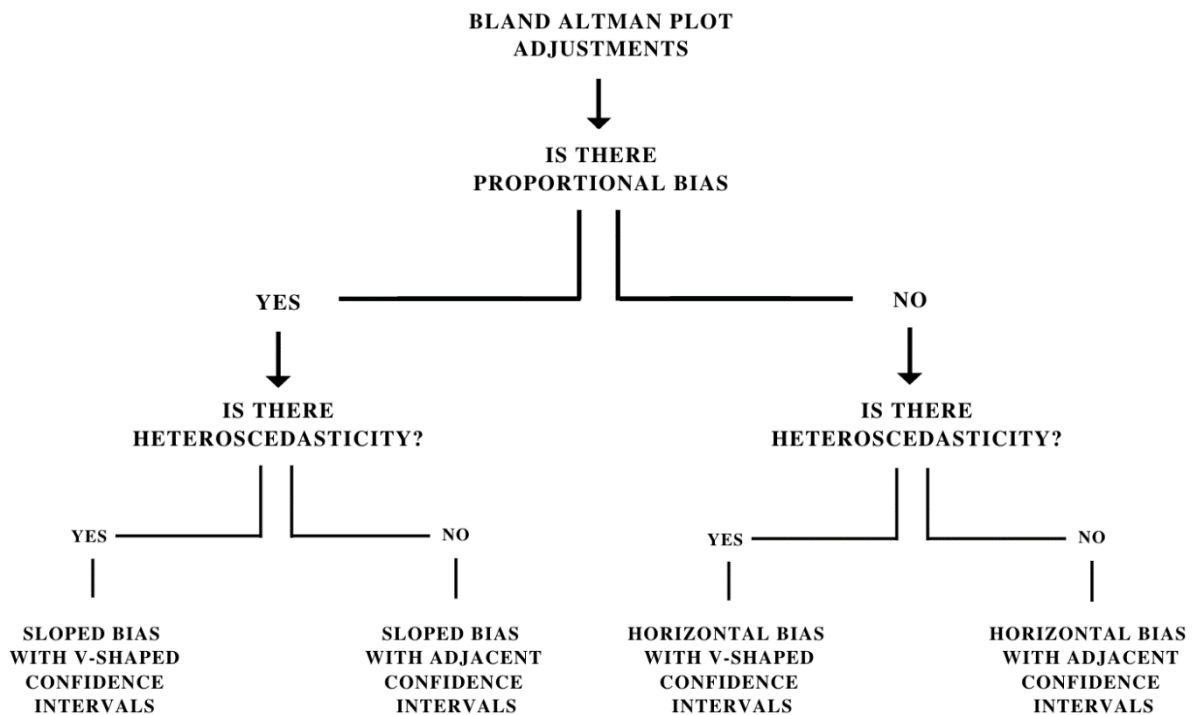 BLAND ALTMAN PLOT
ADJUSTMENTS
IS THERE
PROPORTIONAL BIAS
YES
NO
IS THERE
HETEROSCEDASTICITY?
IS THERE
HETEROSCEDASTICITY?
YES
NO
YES
NO
SLOPED BIAS
WITH V-SHAPED
CONFIDENCE
INTERVALS
SLOPED BIAS
WITH ADJACENT
CONFIDENCE
INTERVALS
HORIZONTAL BIAS
WITH V-SHAPED
CONFIDENCE
INTERVALS
HORIZONTAL BIAS
WITH ADJACENT
CONFIDENCE
INTERVALS